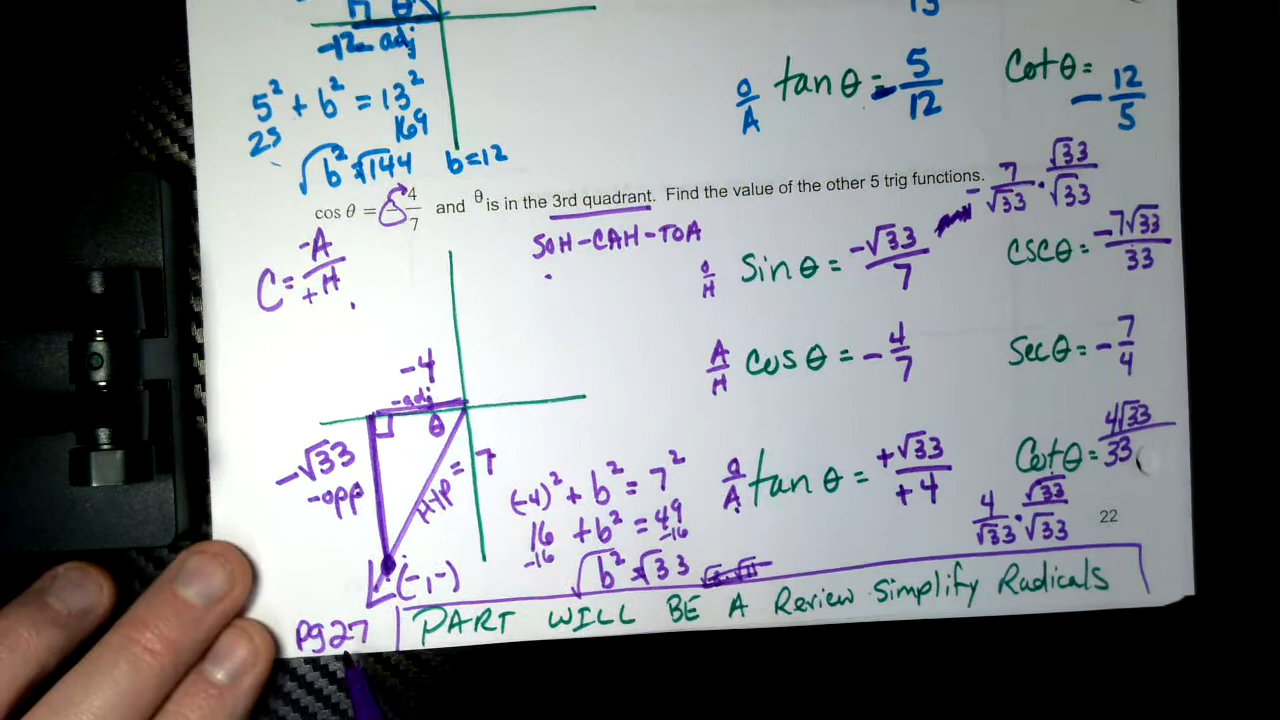 θ
-12 adj
13
5² + b² = 13²
25 169
√b² = √144 b=12
O/A tan θ = -5/12
Cot θ = -12/5
cos θ = -4/7 and θ is in the 3rd quadrant. Find the value of the other 5 trig functions.
-7/√33 · √33/√33
C = -A/+H
SOH-CAH-TOA
O/H Sin θ = -√33/7
Csc θ = -7√33/33
A/H Cos θ = -4/7
Sec θ = -7/4
-4
-adj
θ
-√33
-opp
HYP = 7
(-,-)
(-4)² + b² = 7²
16 + b² = 49
-16 -16
√b² = √33
O/A tan θ = +√33/+4
Cot θ = 4√33/33
4/√33 · √33/√33
22
Pg 27 PART WILL BE A Review Simplify Radicals